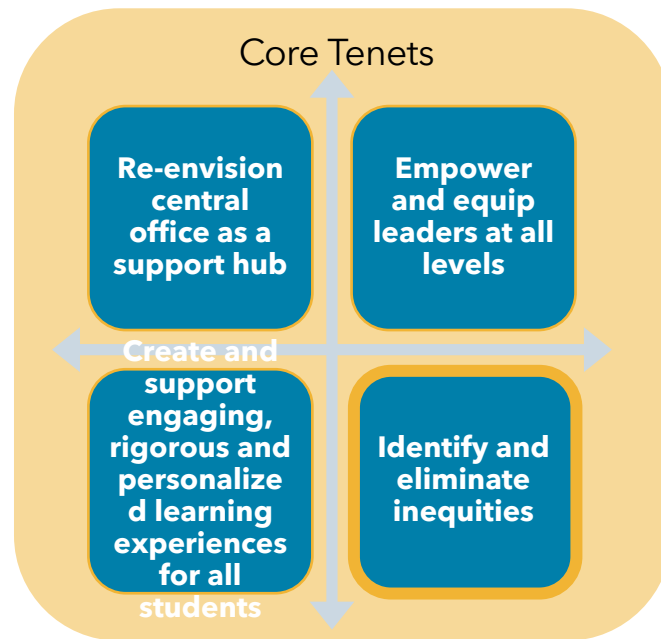 Core Tenets
Re-envision
central
office as a
support hub
Empower
and equip
leaders at all
levels
Create and
support
engaging,
rigorous and
personalize
d learning
experiences
for all
students
Identify and
eliminate
inequities